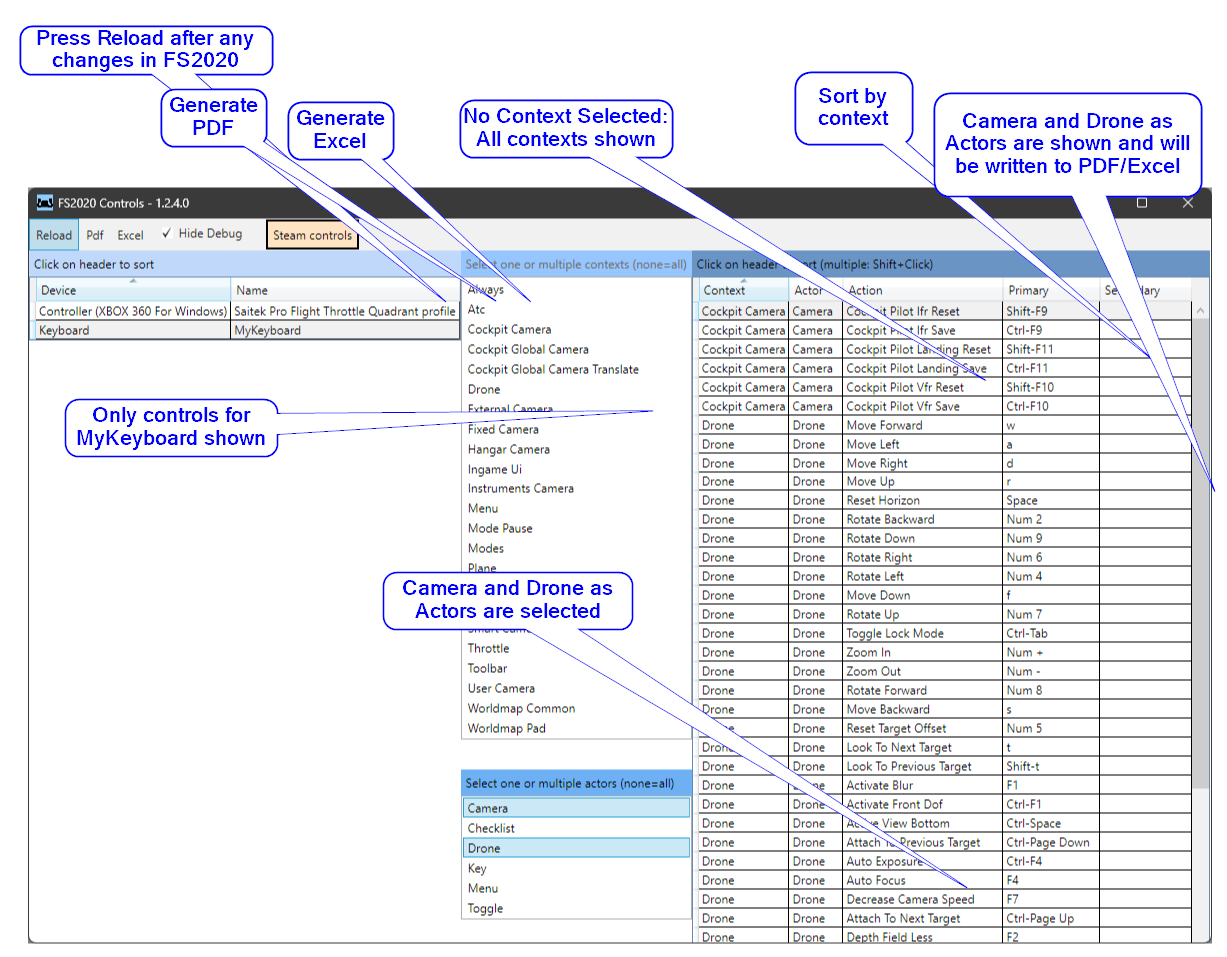 Press Reload after any
changes in FS2020
Generate
PDF
Generate
Excel
No Context Selected:
All contexts shown
Sort by
context
Camera and Drone as
Actors are shown and will
be written to PDF/Excel
FS2020 Controls - 1.2.4.0
Reload Pdf Excel Hide Debug Steam controls
Click on header to sort
Device Name
Controller (XBOX 360 For Windows) Saitek Pro Flight Throttle Quadrant profile
Keyboard MyKeyboard
Only controls for
MyKeyboard shown
Select one or multiple contexts (none=all)
Always
Atc
Cockpit Camera
Cockpit Global Camera
Cockpit Global Camera Translate
Drone
External Camera
Fixed Camera
Hangar Camera
Ingame Ui
Instruments Camera
Menu
Mode Pause
Modes
Plane
Camera and Drone as
Actors are selected
Smart Camera
Throttle
Toolbar
User Camera
Worldmap Common
Worldmap Pad
Select one or multiple actors (none=all)
Camera
Checklist
Drone
Key
Menu
Toggle
Click on header to sort (multiple: Shift+Click)
Context Actor Action Primary Secondary
Cockpit Camera Camera Cockpit Pilot Ifr Reset Shift-F9
Cockpit Camera Camera Cockpit Pilot Ifr Save Ctrl-F9
Cockpit Camera Camera Cockpit Pilot Landing Reset Shift-F11
Cockpit Camera Camera Cockpit Pilot Landing Save Ctrl-F11
Cockpit Camera Camera Cockpit Pilot Vfr Reset Shift-F10
Cockpit Camera Camera Cockpit Pilot Vfr Save Ctrl-F10
Drone Drone Move Forward w
Drone Drone Move Left a
Drone Drone Move Right d
Drone Drone Move Up r
Drone Drone Reset Horizon Space
Drone Drone Rotate Backward Num 2
Drone Drone Rotate Down Num 9
Drone Drone Rotate Right Num 6
Drone Drone Rotate Left Num 4
Drone Drone Move Down f
Drone Drone Rotate Up Num 7
Drone Drone Toggle Lock Mode Ctrl-Tab
Drone Drone Zoom In Num +
Drone Drone Zoom Out Num -
Drone Drone Rotate Forward Num 8
Drone Drone Move Backward s
Drone Drone Reset Target Offset Num 5
Drone Drone Look To Next Target t
Drone Drone Look To Previous Target Shift-t
Drone Drone Activate Blur F1
Drone Drone Activate Front Dof Ctrl-F1
Drone Drone Active View Bottom Ctrl-Space
Drone Drone Attach To Previous Target Ctrl-Page Down
Drone Drone Auto Exposure Ctrl-F4
Drone Drone Auto Focus F4
Drone Drone Decrease Camera Speed F7
Drone Drone Attach To Next Target Ctrl-Page Up
Drone Drone Depth Field Less F2